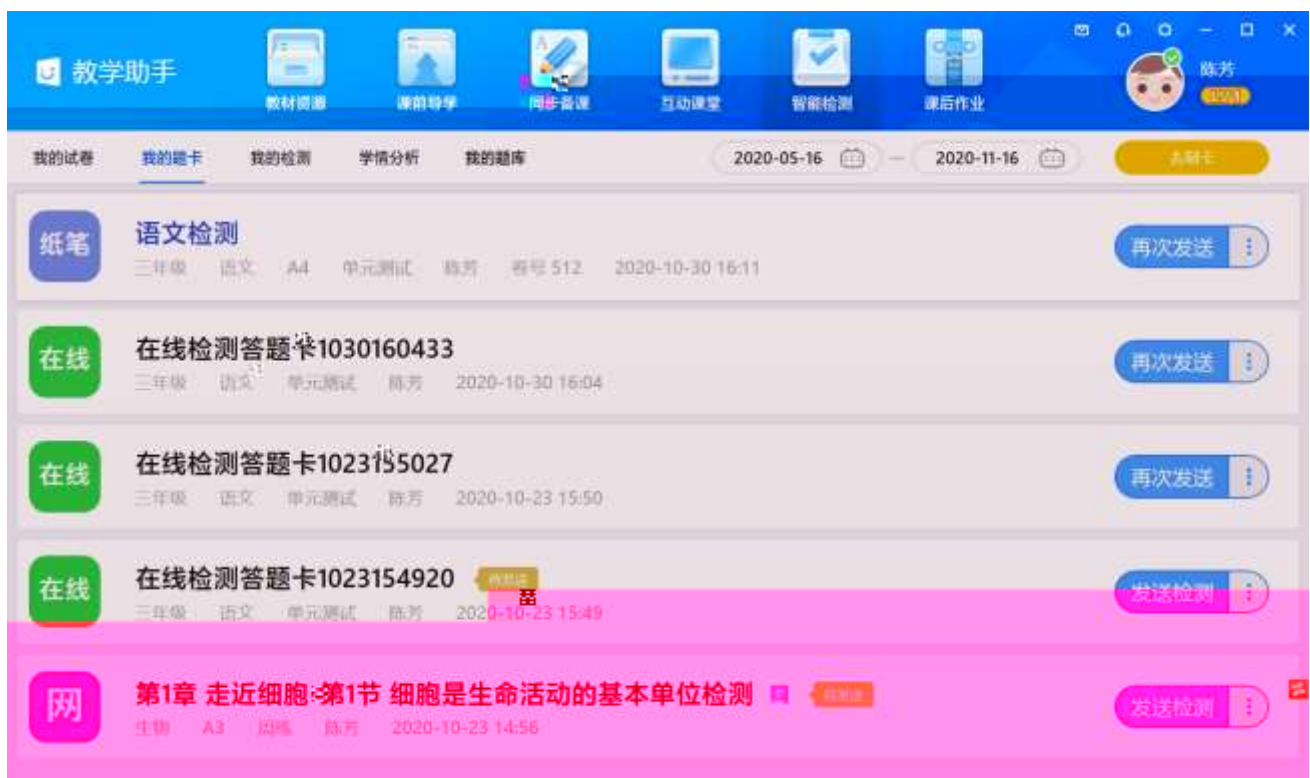 教学助手
教材资源 课前导学 同步备课 互动课堂 智能检测 课后作业
陈芳
我的试卷 我的题卡 我的检测 学情分析 我的题库 2020-05-16 — 2020-11-16 去制卡
纸笔 语文检测 再次发送
三年级 语文 A4 单元测试 陈芳 卷号 512 2020-10-30 16:11
在线 在线检测答题卡1030160433 再次发送
三年级 语文 单元测试 陈芳 2020-10-30 16:04
在线 在线检测答题卡1023155027 再次发送
三年级 语文 单元测试 陈芳 2020-10-23 15:50
在线 在线检测答题卡1023154920 待发送 发送检测
三年级 语文 单元测试 陈芳 2020-10-23 15:49
网 第1章 走近细胞-第1节 细胞是生命活动的基本单位检测 待发送 发送检测
生物 A3 周练 陈芳 2020-10-23 14:56